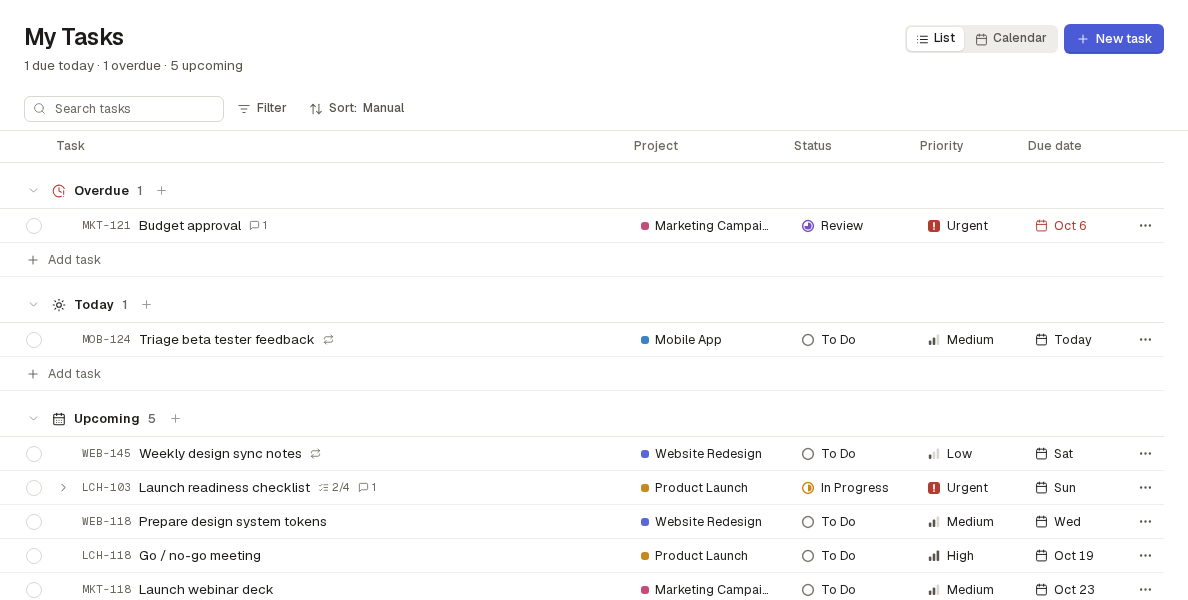 My Tasks
List Calendar New task
1 due today · 1 overdue · 5 upcoming
Search tasks Filter Sort: Manual
Task Project Status Priority Due date
Overdue 1
MKT-121 Budget approval 1 Marketing Campai… Review Urgent Oct 6
Add task
Today 1
MOB-124 Triage beta tester feedback Mobile App To Do Medium Today
Add task
Upcoming 5
WEB-145 Weekly design sync notes Website Redesign To Do Low Sat
LCH-103 Launch readiness checklist 2/4 1 Product Launch In Progress Urgent Sun
WEB-118 Prepare design system tokens Website Redesign To Do Medium Wed
LCH-118 Go / no-go meeting Product Launch To Do High Oct 19
MKT-118 Launch webinar deck Marketing Campai… To Do Medium Oct 23